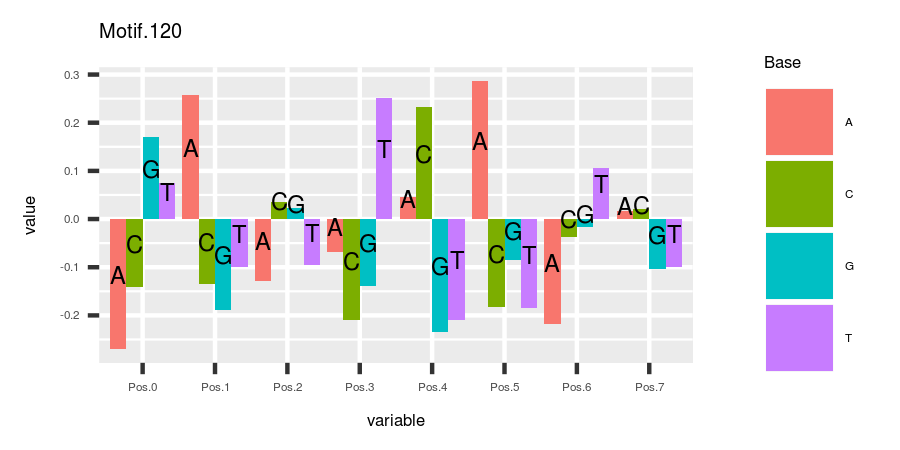 Motif.120
value
0.3
0.2
0.1
0.0
-0.1
-0.2
A C G T A C G T A C G T A C G T A C G T A C G T A C G T A C G T
Pos.0 Pos.1 Pos.2 Pos.3 Pos.4 Pos.5 Pos.6 Pos.7
variable
Base
A
C
G
T